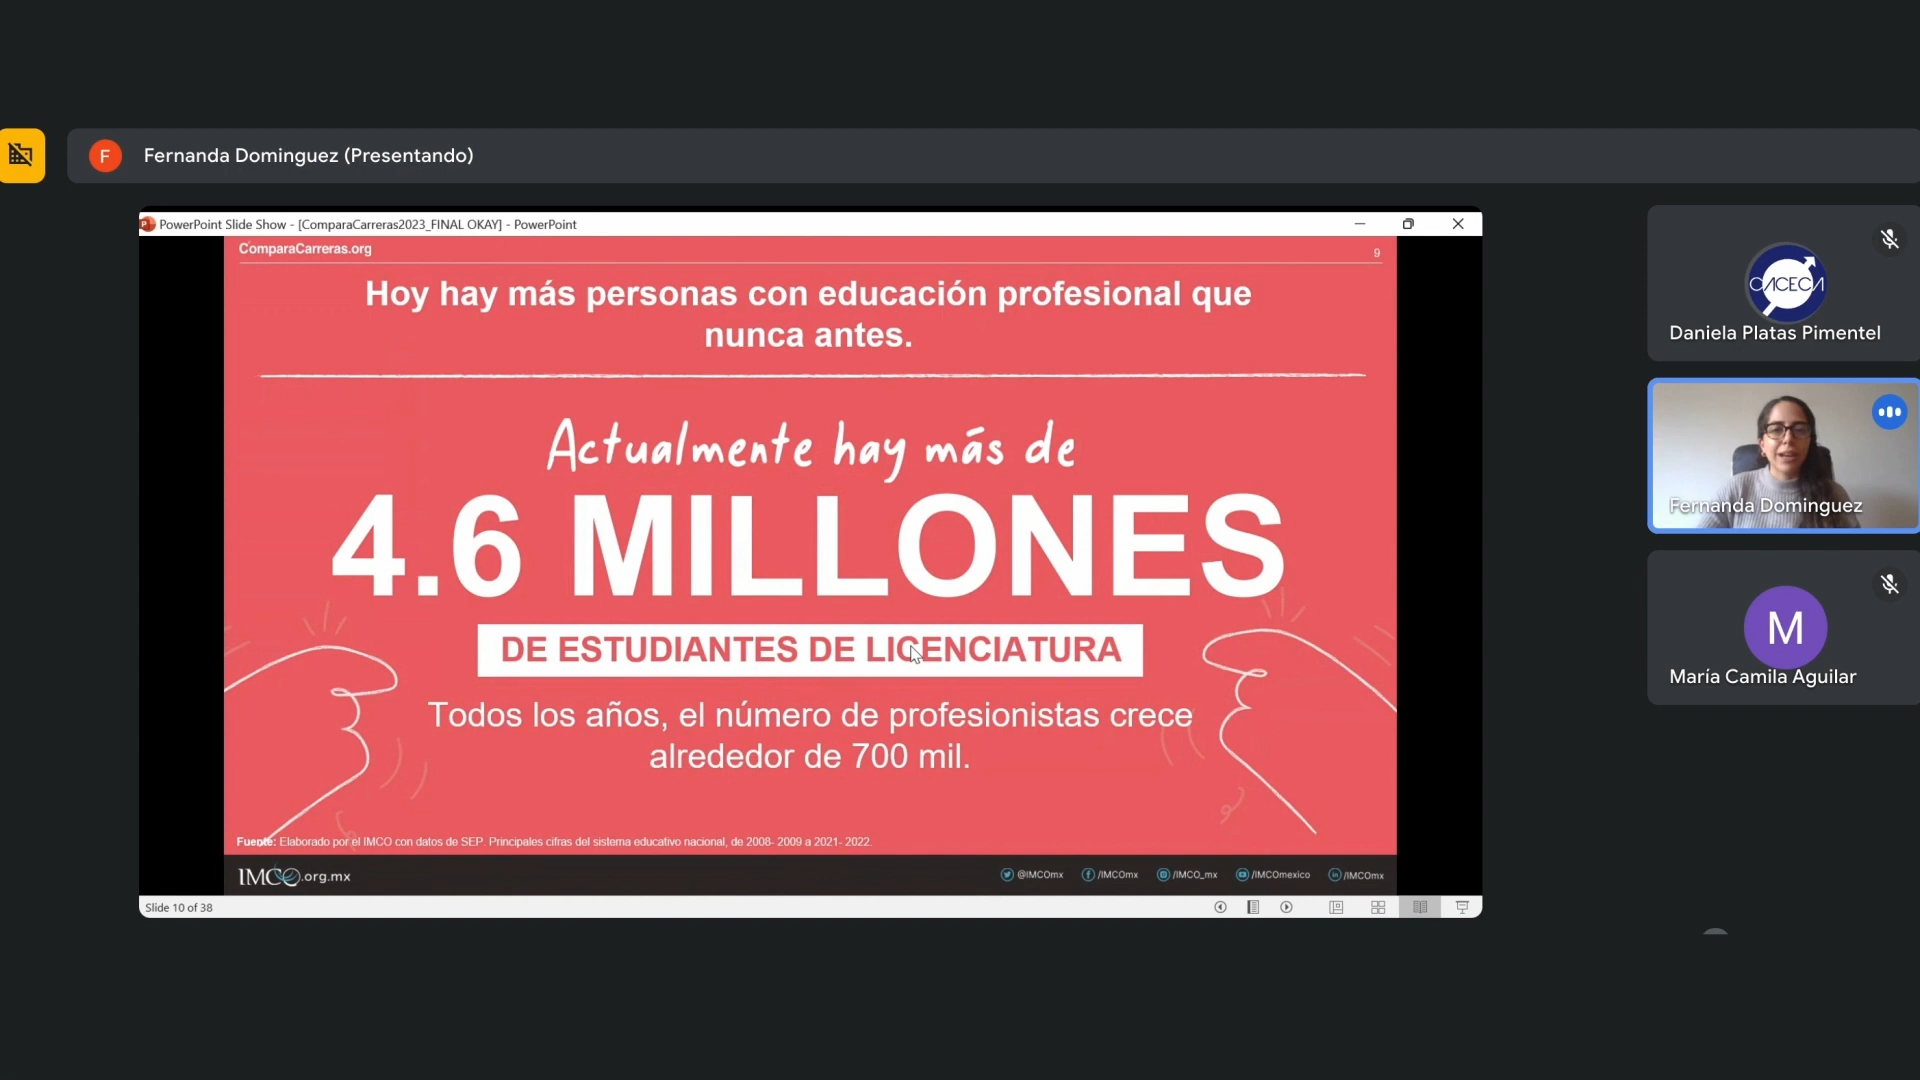 F Fernanda Dominguez (Presentando)
PowerPoint Slide Show - [ComparaCarreras2023_FINAL OKAY] - PowerPoint
ComparaCarreras.org
9
Hoy hay más personas con educación profesional que
nunca antes.
Actualmente hay más de
4.6 MILLONES
DE ESTUDIANTES DE LICENCIATURA
Todos los años, el número de profesionistas crece
alrededor de 700 mil.
Fuente: Elaborado por el IMCO con datos de SEP. Principales cifras del sistema educativo nacional, de 2008- 2009 a 2021- 2022.
IMCO.org.mx
@IMCOmx /IMCOmx /IMCO_mx /IMCOmexico /IMCOmx
Slide 10 of 38
CACECA
Daniela Platas Pimentel
Fernanda Dominguez
M
María Camila Aguilar